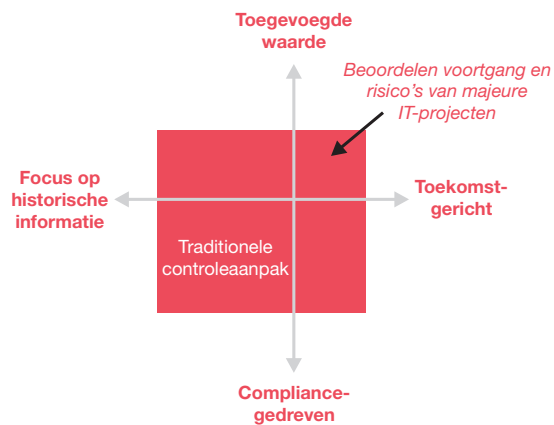 Toegevoegde
waarde
Beoordelen voortgang en
risico’s van majeure
IT-projecten
Focus op
historische
informatie
Toekomst-
gericht
Traditionele
controleaanpak
Compliance-
gedreven